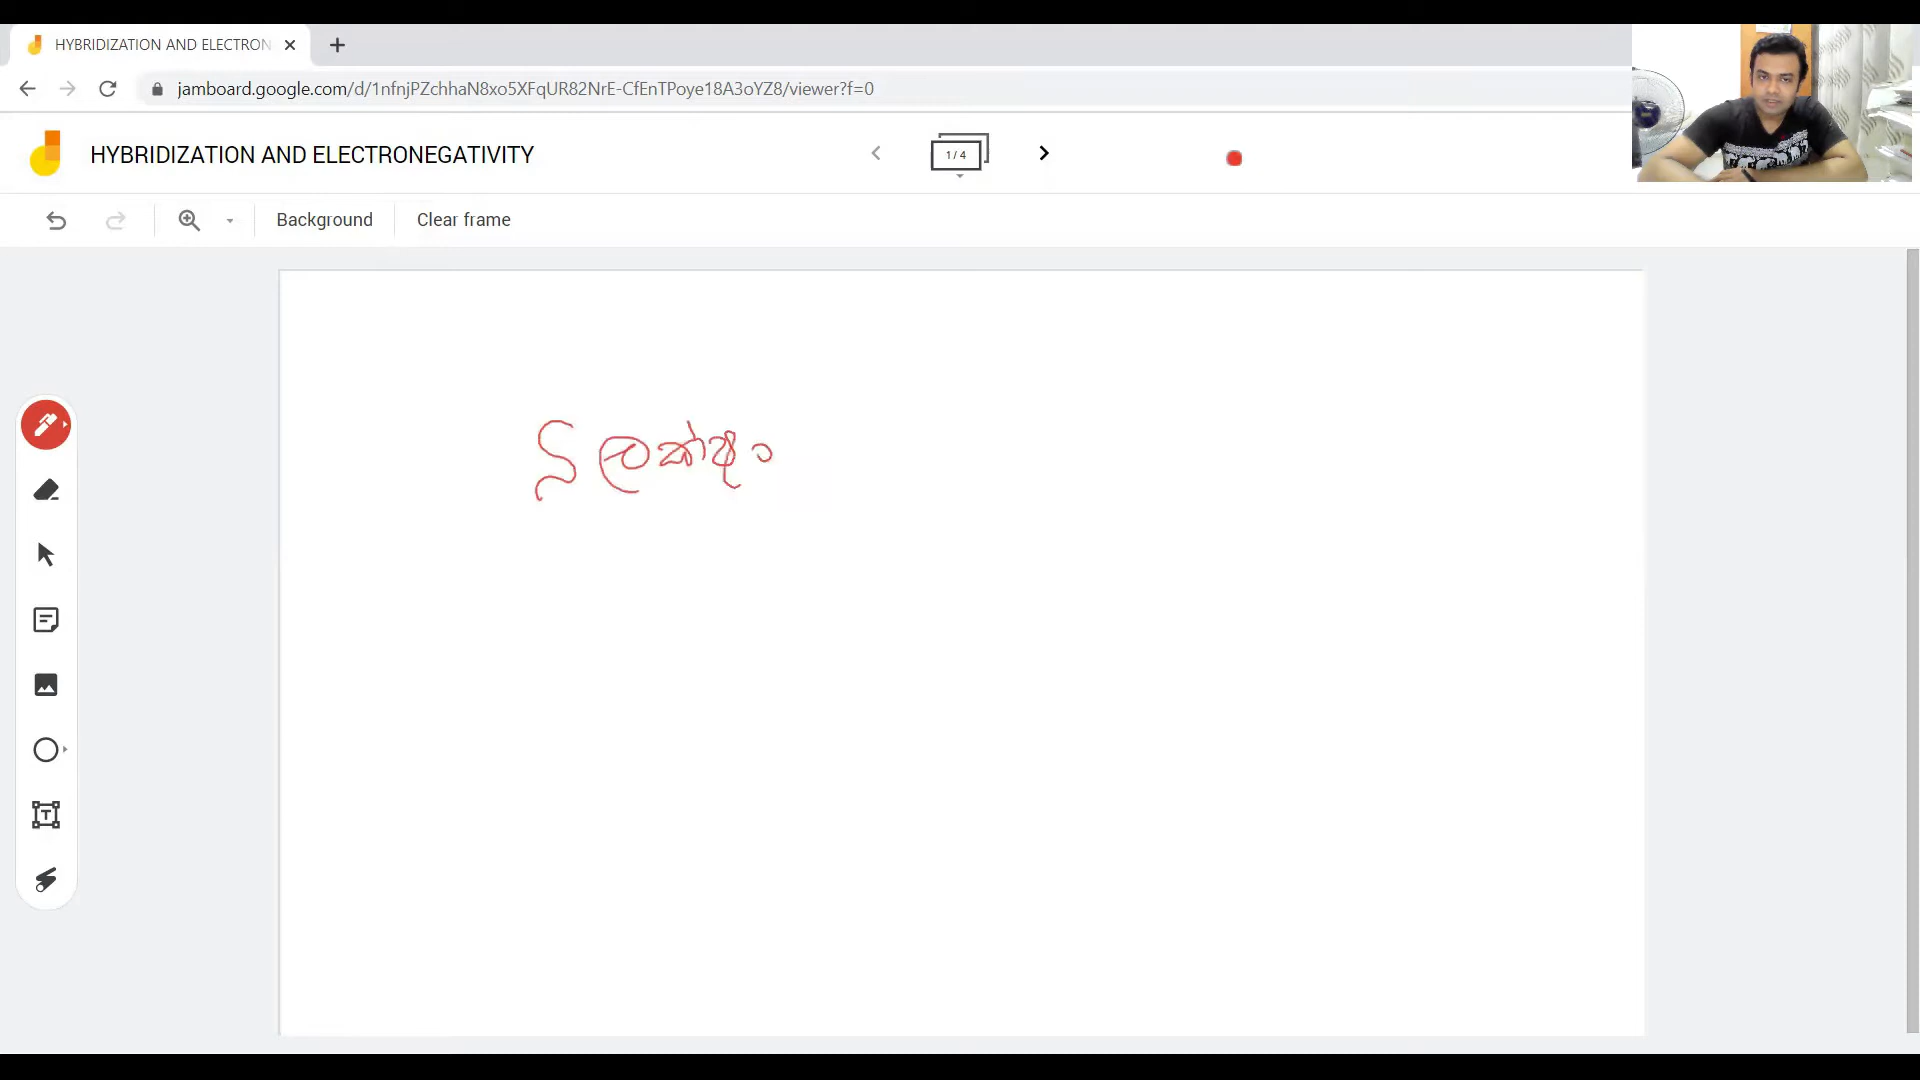 HYBRIDIZATION AND ELECTRON
jamboard.google.com/d/1nfnjPZchhaN8xo5XFqUR82NrE-CfEnTPoye18A3oYZ8/viewer?f=0
HYBRIDIZATION AND ELECTRONEGATIVITY
1 / 4
Background
Clear frame
S